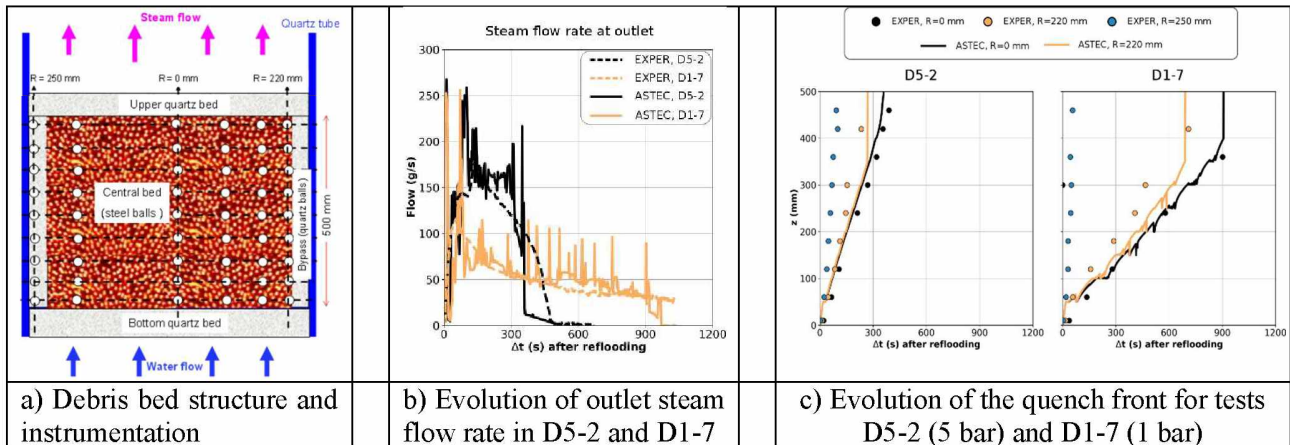 Steam flow
Quartz tube
R = 250 mm
R = 0 mm
R = 220 mm
Upper quartz bed
Central bed
(steel balls )
Bypass (quartz balls )
500 mm
Bottom quartz bed
Water flow
a) Debris bed structure and
instrumentation
Steam flow rate at outlet
EXPER, D5-2
EXPER, D1-7
ASTEC, D5-2
ASTEC, D1-7
Flow (g/s)
300
250
200
150
100
50
0
0 300 600 900 1200
Δt (s) after reflooding
b) Evolution of outlet steam
flow rate in D5-2 and D1-7
EXPER, R=0 mm
EXPER, R=220 mm
EXPER, R=250 mm
ASTEC, R=0 mm
ASTEC, R=220 mm
D5-2
D1-7
z (mm)
500
400
300
200
100
0
0 300 600 900 1200
Δt (s) after reflooding
0 300 600 900 1200
Δt (s) after reflooding
c) Evolution of the quench front for tests
D5-2 (5 bar) and D1-7 (1 bar)